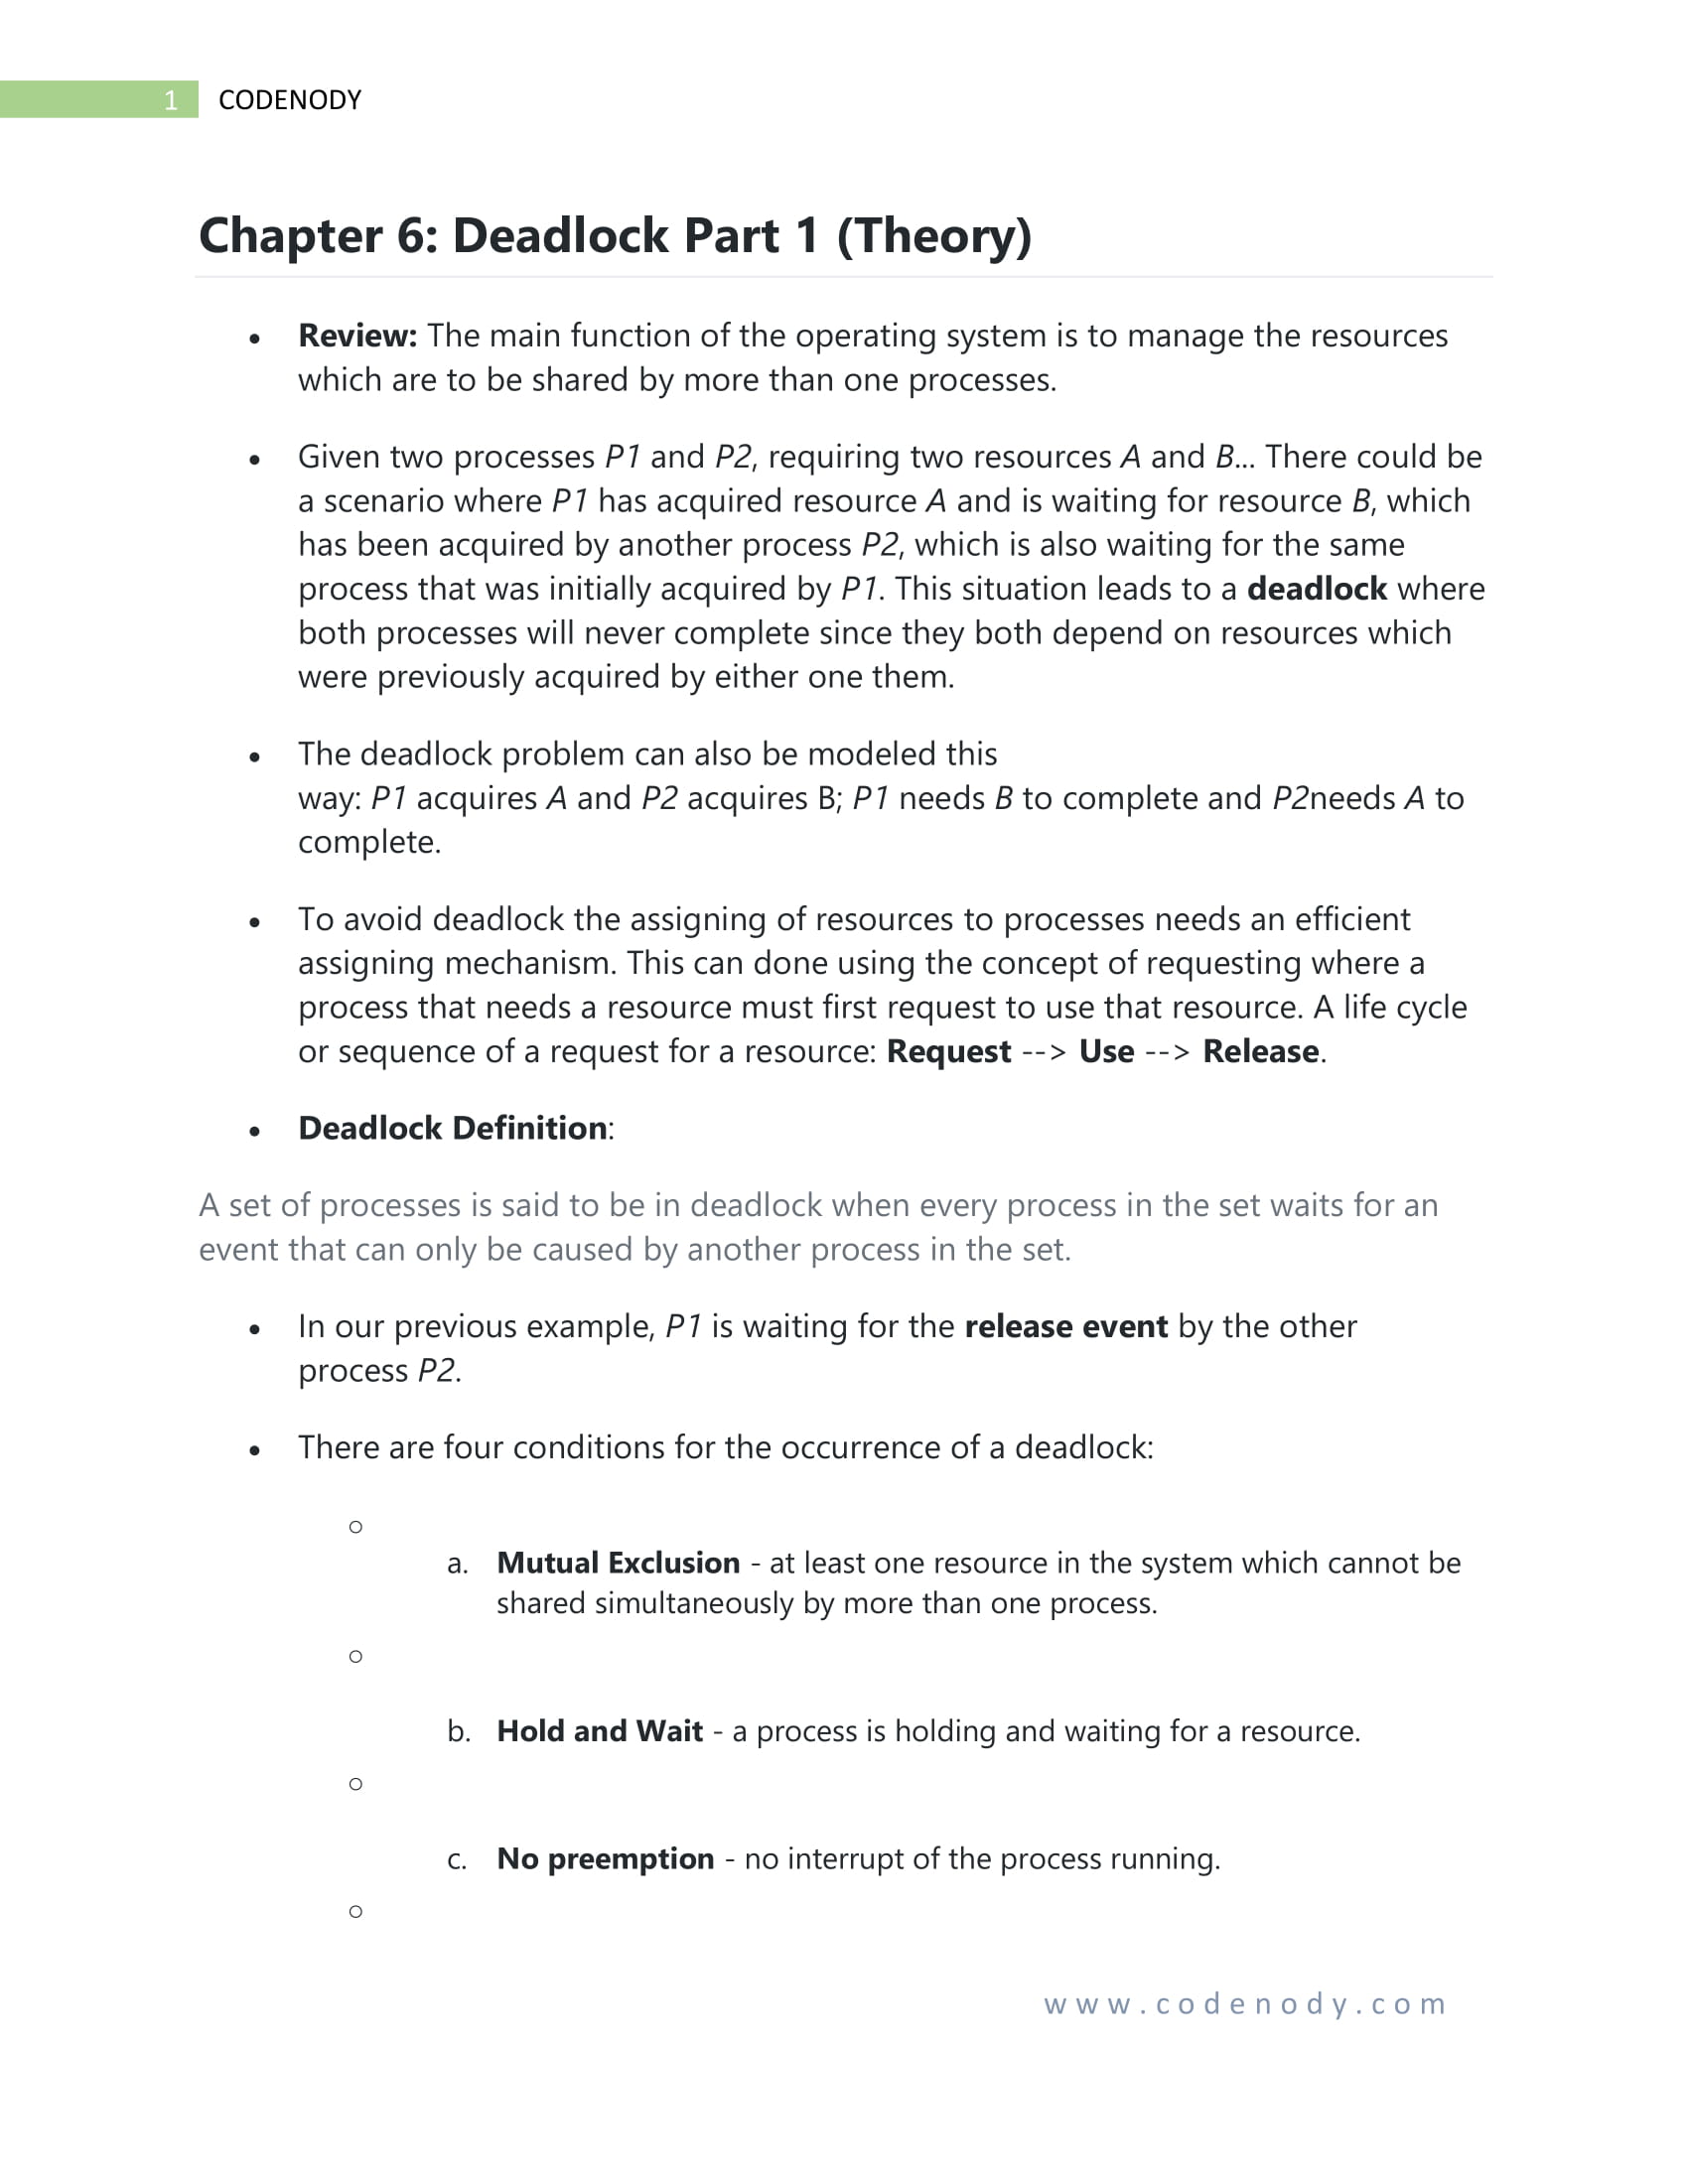 1 CODENODY
Chapter 6: Deadlock Part 1 (Theory)
• Review: The main function of the operating system is to manage the resources
which are to be shared by more than one processes.
• Given two processes P1 and P2, requiring two resources A and B... There could be
a scenario where P1 has acquired resource A and is waiting for resource B, which
has been acquired by another process P2, which is also waiting for the same
process that was initially acquired by P1. This situation leads to a deadlock where
both processes will never complete since they both depend on resources which
were previously acquired by either one them.
• The deadlock problem can also be modeled this
way: P1 acquires A and P2 acquires B; P1 needs B to complete and P2needs A to
complete.
• To avoid deadlock the assigning of resources to processes needs an efficient
assigning mechanism. This can done using the concept of requesting where a
process that needs a resource must first request to use that resource. A life cycle
or sequence of a request for a resource: Request --> Use --> Release.
• Deadlock Definition:
A set of processes is said to be in deadlock when every process in the set waits for an
event that can only be caused by another process in the set.
• In our previous example, P1 is waiting for the release event by the other
process P2.
• There are four conditions for the occurrence of a deadlock:
○
a. Mutual Exclusion - at least one resource in the system which cannot be
shared simultaneously by more than one process.
○
b. Hold and Wait - a process is holding and waiting for a resource.
○
c. No preemption - no interrupt of the process running.
○
www.codenody.com